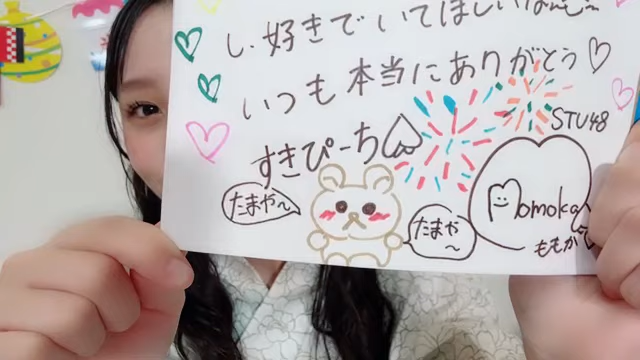 し、好きでいてほしいなんて〜
いつも本当にありがとう♡
すきぴーち
STU48
Momoka
ももか
たまや〜
たまや〜